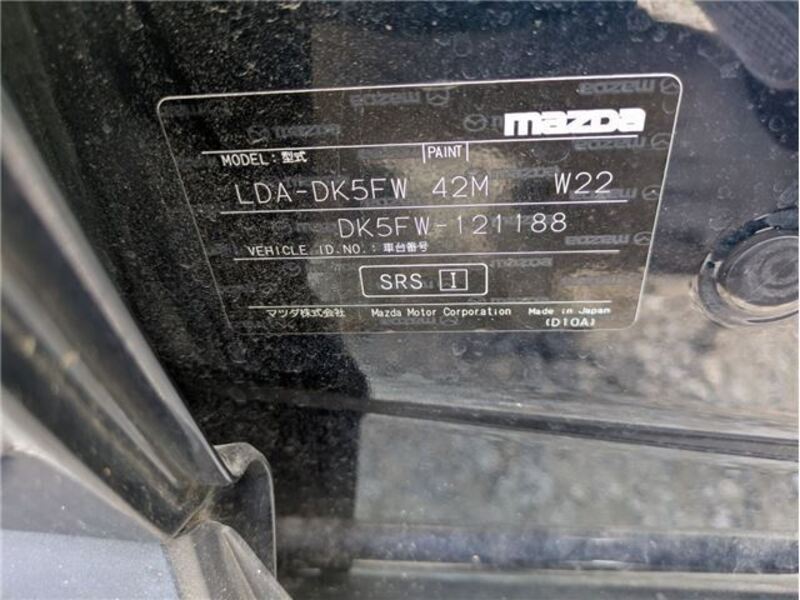 mazda
MODEL: 型式 PAINT
LDA-DK5FW 42M W22
DK5FW-121188
VEHICLE ID.NO.: 車台番号
SRS I
マツダ株式会社 Mazda Motor Corporation Made in Japan
(D10A)